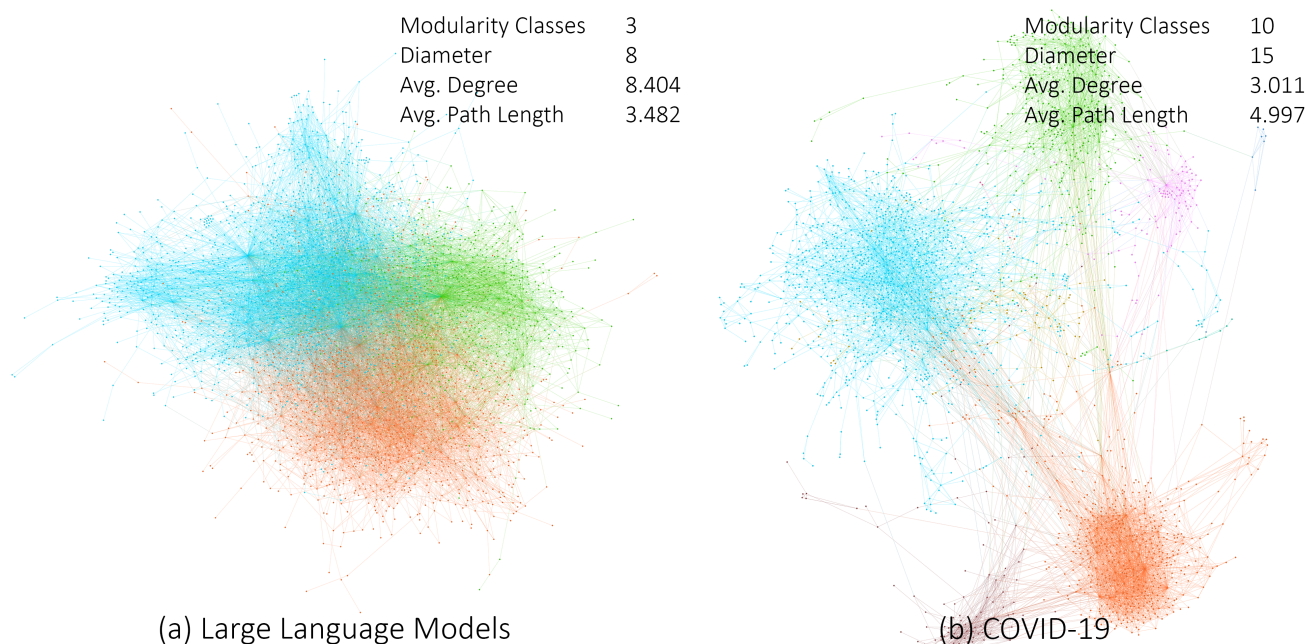 Modularity Classes 3
Diameter 8
Avg. Degree 8.404
Avg. Path Length 3.482
(a) Large Language Models
Modularity Classes 10
Diameter 15
Avg. Degree 3.011
Avg. Path Length 4.997
(b) COVID-19